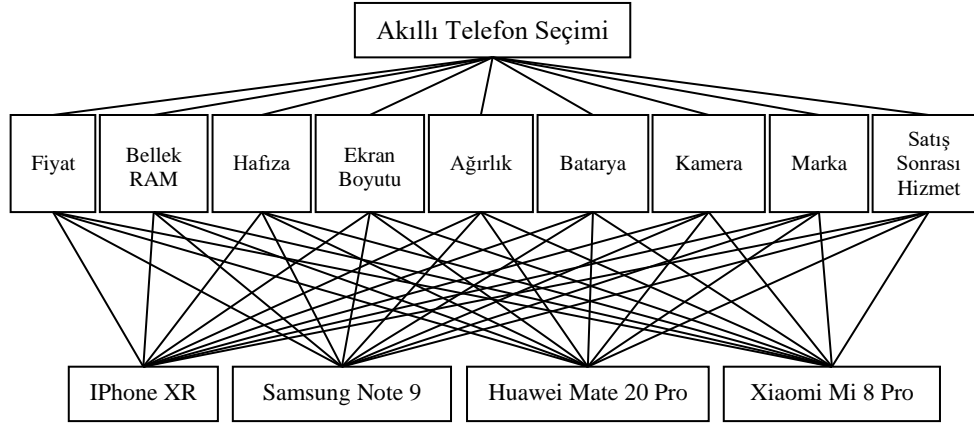 Akıllı Telefon Seçimi
Fiyat
Bellek
RAM
Hafıza
Ekran
Boyutu
Ağırlık
Batarya
Kamera
Marka
Satış
Sonrası
Hizmet
IPhone XR
Samsung Note 9
Huawei Mate 20 Pro
Xiaomi Mi 8 Pro